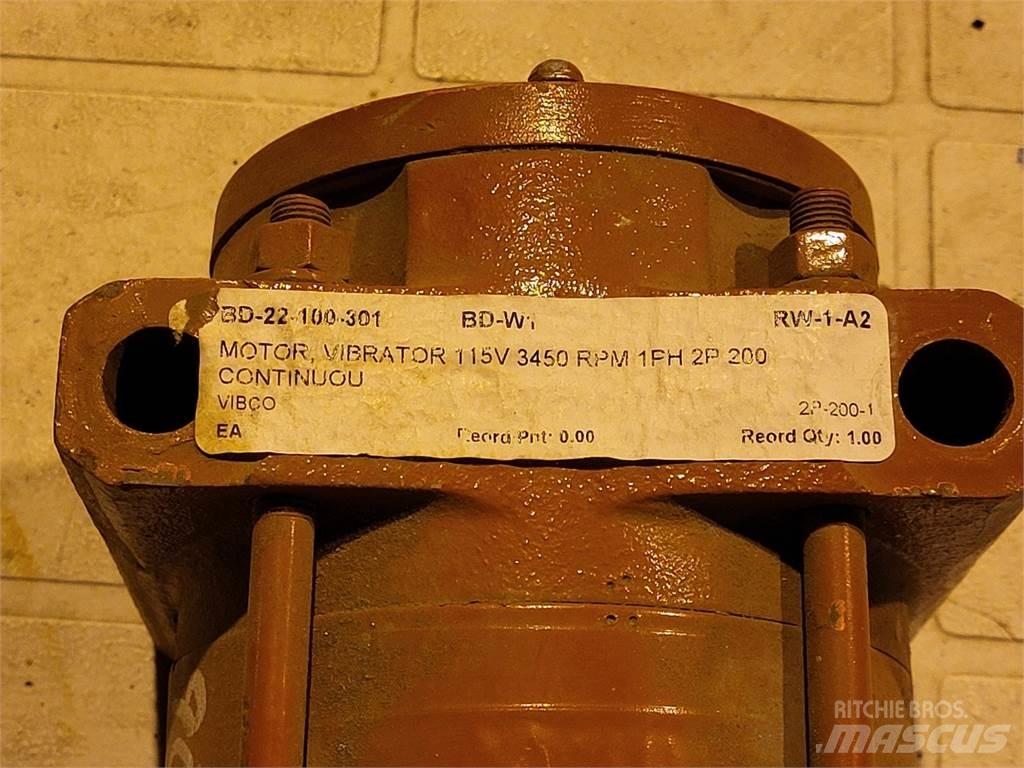 BD-22-100-301 BD-W1 RW-1-A2
MOTOR, VIBRATOR 115V 3450 RPM 1PH 2P 200
CONTINUOU
VIBCO 2P-200-1
EA Reord Pnt: 0.00 Reord Qty: 1.00
RITCHIE BROS.
MASCUS